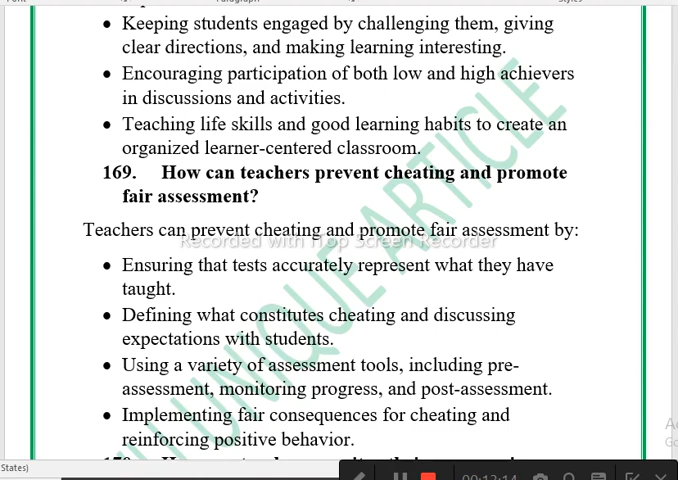 • Keeping students engaged by challenging them, giving
clear directions, and making learning interesting.
• Encouraging participation of both low and high achievers
in discussions and activities.
• Teaching life skills and good learning habits to create an
organized learner-centered classroom.
169. How can teachers prevent cheating and promote
fair assessment?
Teachers can prevent cheating and promote fair assessment by:
Recorded with iTop Screen Recorder
• Ensuring that tests accurately represent what they have
taught.
• Defining what constitutes cheating and discussing
expectations with students.
• Using a variety of assessment tools, including pre-
assessment, monitoring progress, and post-assessment.
• Implementing fair consequences for cheating and
reinforcing positive behavior.
UNIQUE ARTICLE
States)